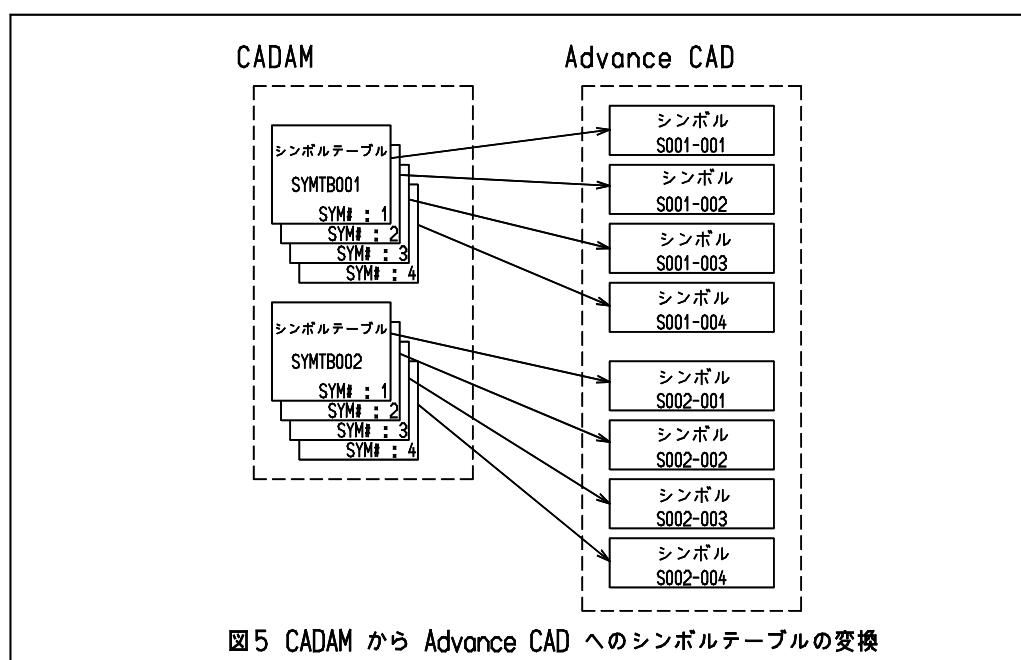 CADAM
Advance CAD
シンボルテーブル
SYMTB001
SYM# : 1
SYM# : 2
SYM# : 3
SYM# : 4
シンボルテーブル
SYMTB002
SYM# : 1
SYM# : 2
SYM# : 3
SYM# : 4
シンボル
S001-001
シンボル
S001-002
シンボル
S001-003
シンボル
S001-004
シンボル
S002-001
シンボル
S002-002
シンボル
S002-003
シンボル
S002-004
図5 CADAM から Advance CAD へのシンボルテーブルの変換